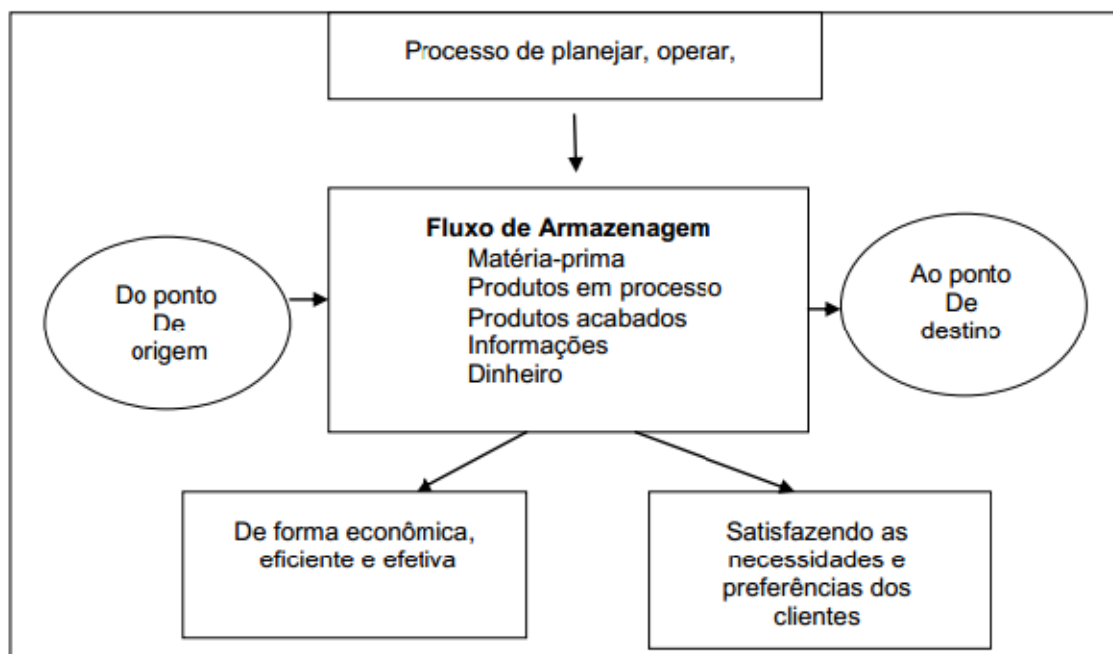 Processo de planejar, operar,
Fluxo de Armazenagem
Matéria-prima
Produtos em processo
Produtos acabados
Informações
Dinheiro
Do ponto
De
origem
Ao ponto
De
destino
De forma econômica,
eficiente e efetiva
Satisfazendo as
necessidades e
preferências dos
clientes